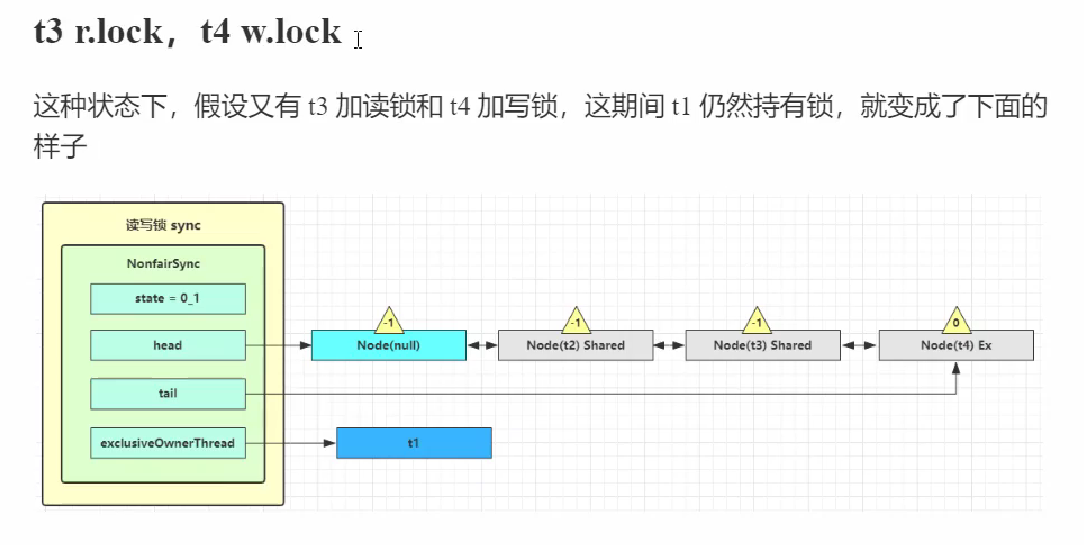 t3 r.lock，t4 w.lock
这种状态下，假设又有 t3 加读锁和 t4 加写锁，这期间 t1 仍然持有锁，就变成了下面的
样子
读写锁 sync
NonfairSync
state = 0_1
head
tail
exclusiveOwnerThread
-1
Node(null)
-1
Node(t2) Shared
-1
Node(t3) Shared
0
Node(t4) Ex
t1